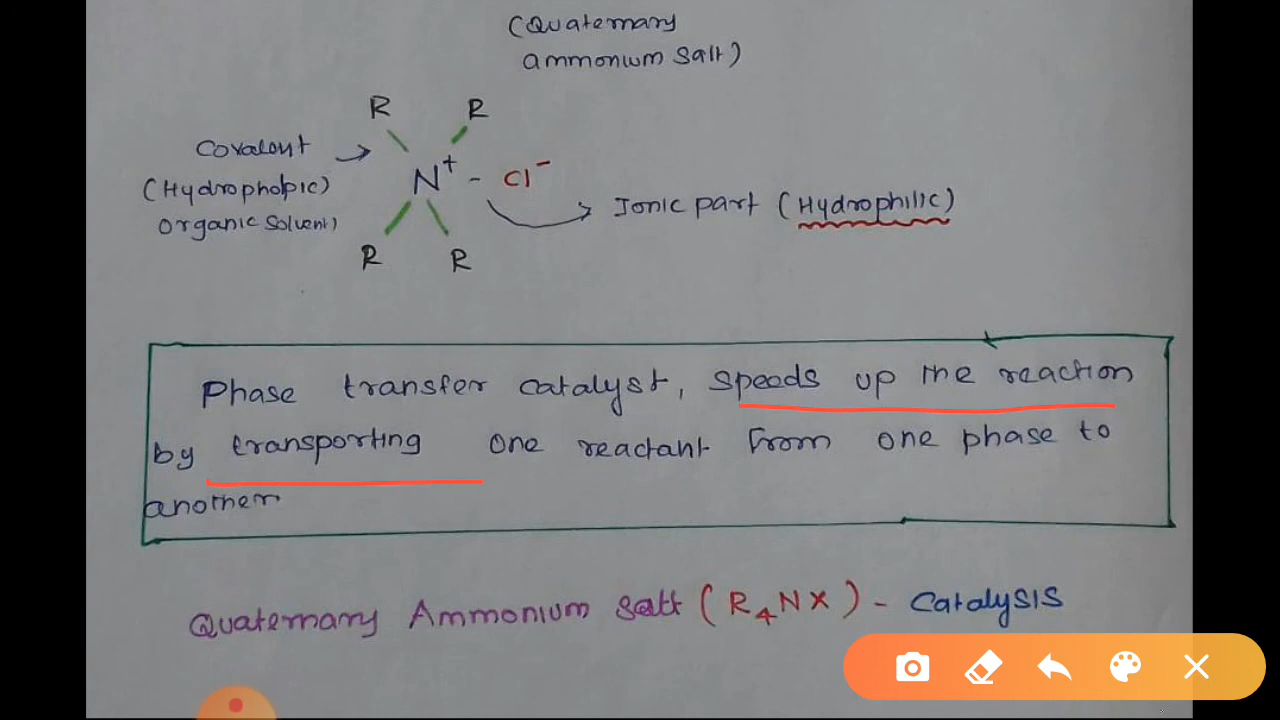 (Quaternary
ammonium salt)
R R
Covalent
(Hydrophobic)
organic solvent)
N+ - Cl-
Ionic part (Hydrophilic)
R R
Phase transfer catalyst, speeds up the reaction
by transporting one reactant from one phase to
another
Quaternary Ammonium salt (R4NX) - Catalysis